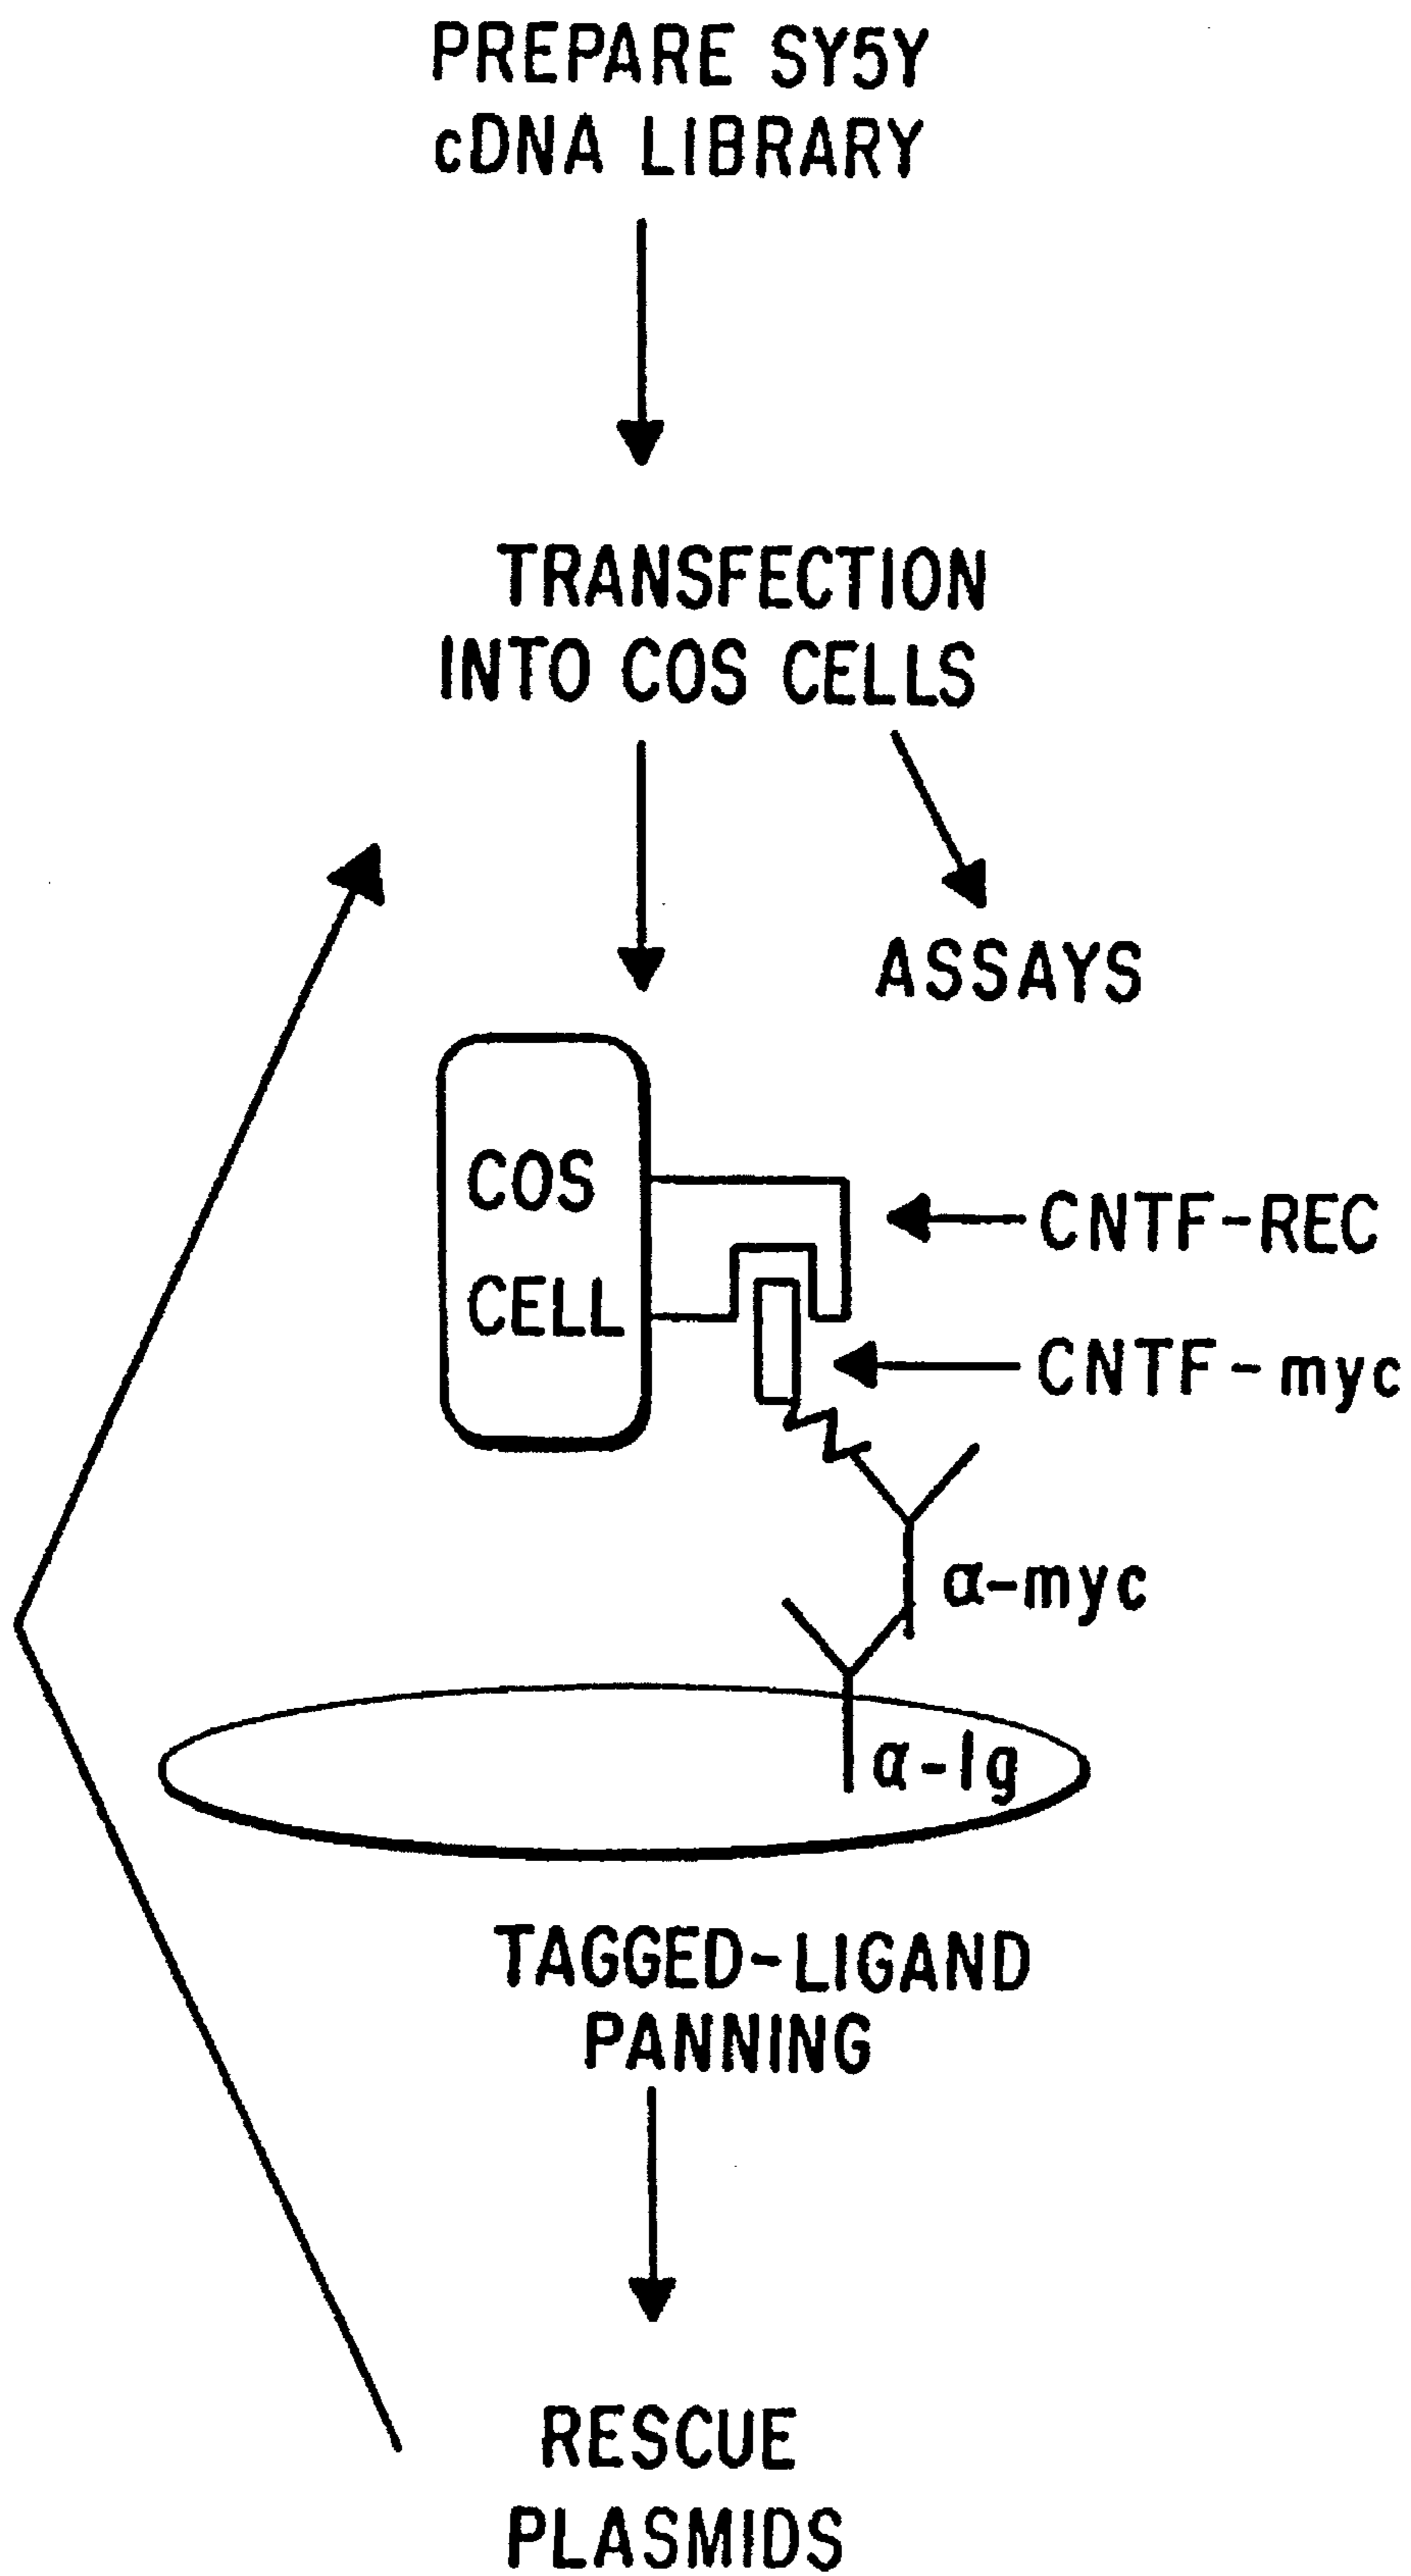 PREPARE SY5Y
cDNA LIBRARY
TRANSFECTION
INTO COS CELLS
ASSAYS
COS
CELL
CNTF-REC
CNTF-myc
α-myc
α-Ig
TAGGED-LIGAND
PANNING
RESCUE
PLASMIDS